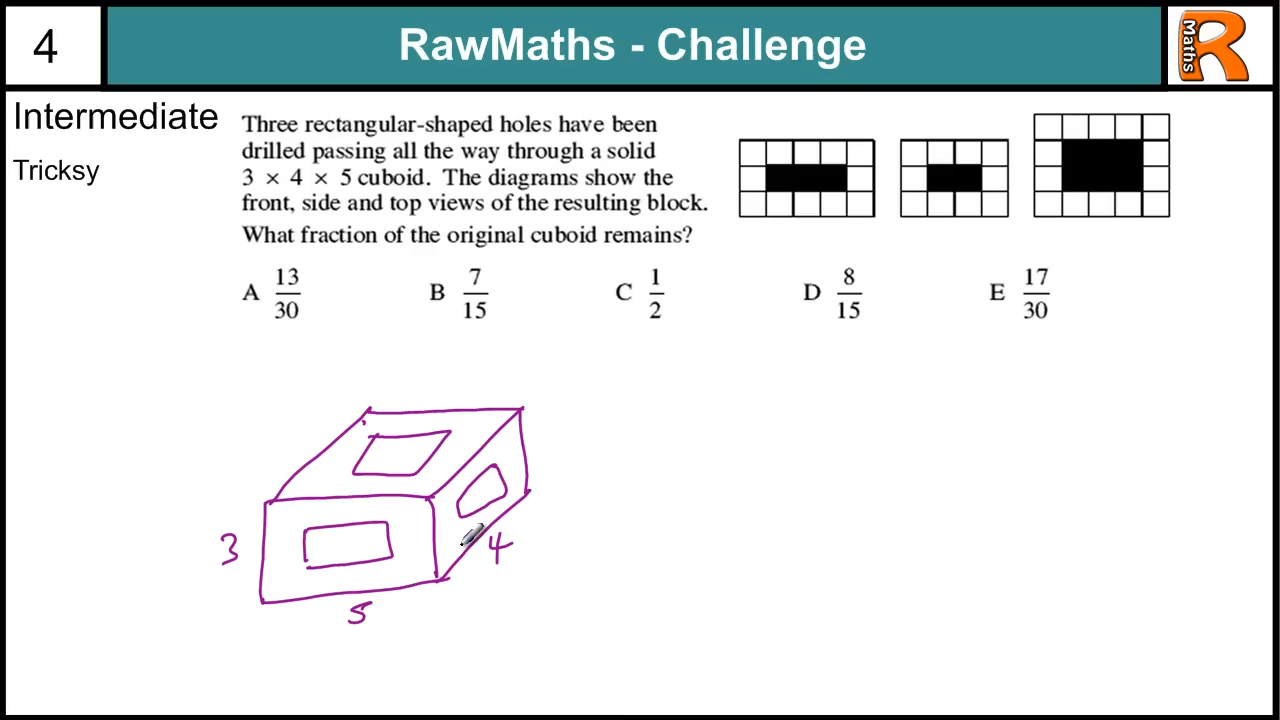 4
RawMaths - Challenge
Maths R
Intermediate
Tricksy
Three rectangular-shaped holes have been
drilled passing all the way through a solid
3 × 4 × 5 cuboid. The diagrams show the
front, side and top views of the resulting block.
What fraction of the original cuboid remains?
A 13/30 B 7/15 C 1/2 D 8/15 E 17/30
3
4
5